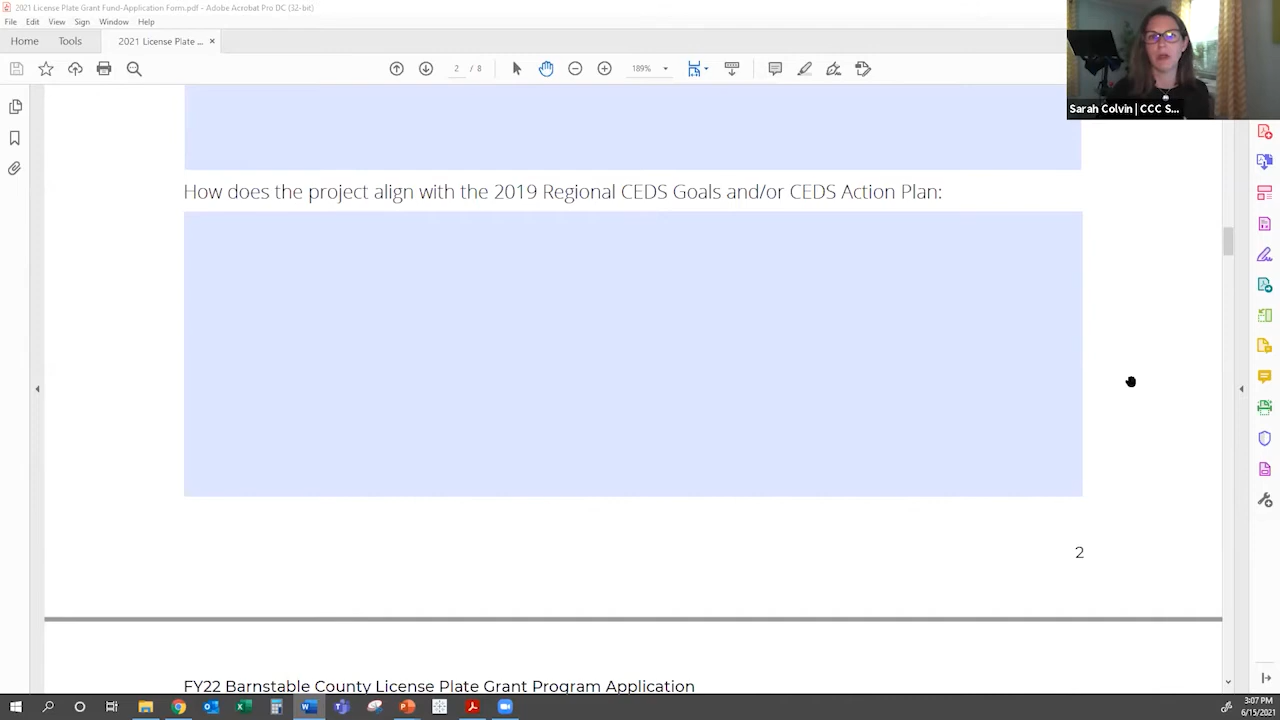 2021 License Plate Grant Fund-Application Form.pdf - Adobe Acrobat Pro DC (32-bit)
File Edit View Sign Window Help
Home Tools 2021 License Plate ... ×
2 / 8 189%
Sarah Colvin | CCC S...
How does the project align with the 2019 Regional CEDS Goals and/or CEDS Action Plan:
2
FY22 Barnstable County License Plate Grant Program Application
3:07 PM
6/15/2021